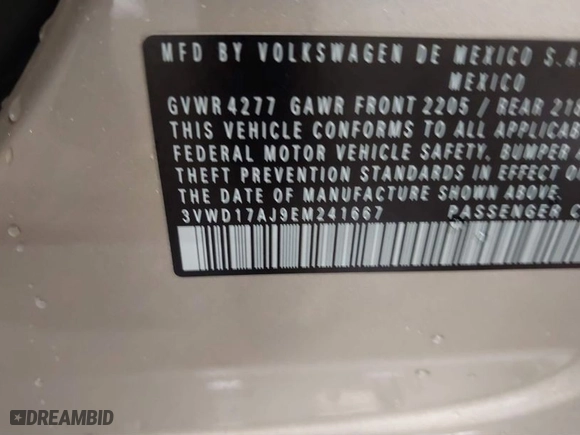 MFD BY VOLKSWAGEN DE MEXICO S.A
MEXICO
GVWR 4277 GAWR FRONT 2205 / REAR
THIS VEHICLE CONFORMS TO ALL
FEDERAL MOTOR VEHICLE SAFETY, BUMPER
THEFT PREVENTION STANDARDS IN EFFECT
THE DATE OF MANUFACTURE SHOWN ABOVE.
3VWD17AJ9EM241667 PASSENGER
DREAMBID